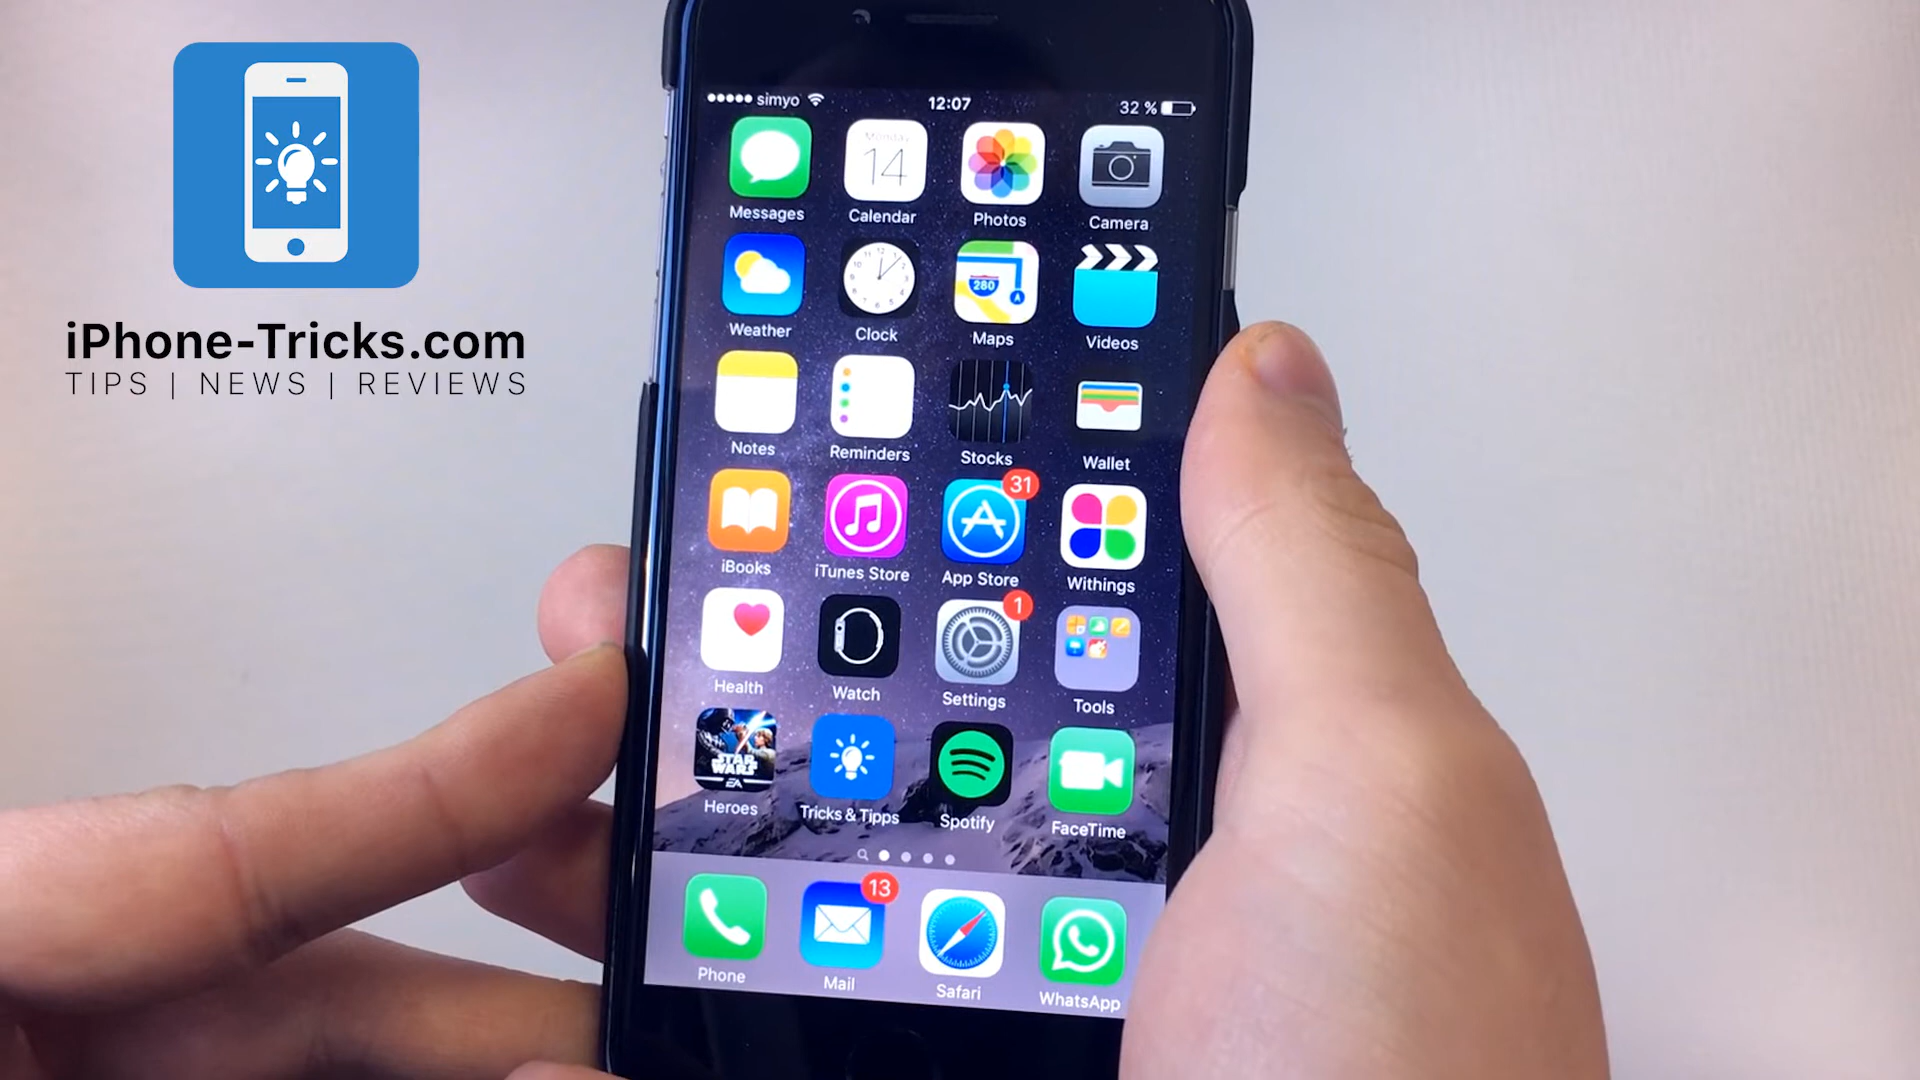 iPhone-Tricks.com
TIPS | NEWS | REVIEWS
simyo 12:07 32 %
Monday
14
Messages Calendar Photos Camera
280
Weather Clock Maps Videos
Notes Reminders Stocks Wallet
31
iBooks iTunes Store App Store Withings
1
Health Watch Settings Tools
STAR
WARS
EA
Heroes Tricks & Tipps Spotify FaceTime
13
Phone Mail Safari WhatsApp